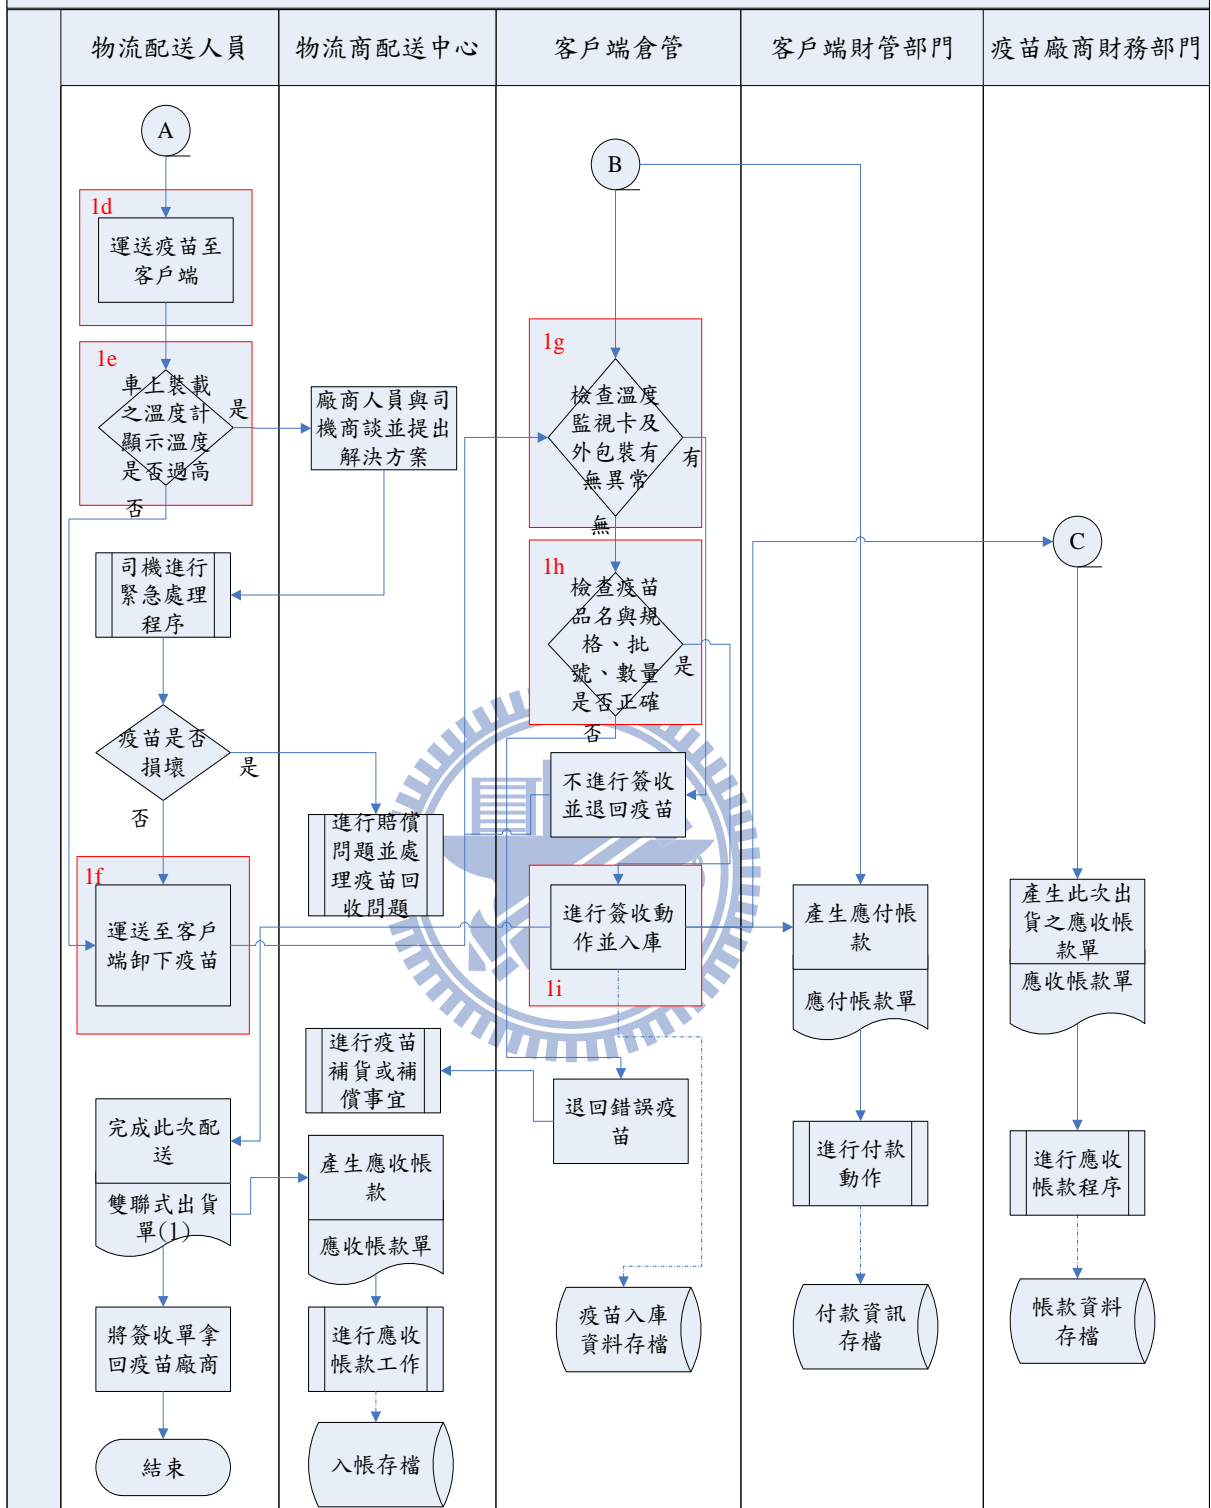 物流配送人員
物流商配送中心
客戶端倉管
客戶端財管部門
疫苗廠商財務部門
A
1d
運送疫苗至
客戶端
1e
車上裝載
之溫度計
顯示溫度
是否過高
是
否
廠商人員與司
機商談並提出
解決方案
司機進行
緊急處理
程序
疫苗是否
損壞
是
否
進行賠償
問題並處
理疫苗回
收問題
1f
運送至客戶
端卸下疫苗
B
1g
檢查溫度
監視卡及
外包裝有
無異常
有
無
1h
檢查疫苗
品名與規
格、批
號、數量
是否正確
是
否
不進行簽收
並退回疫苗
進行簽收動
作並入庫
1i
退回錯誤疫
苗
進行疫苗
補貨或補
償事宜
完成此次配
送
雙聯式出貨
單(1)
產生應收帳
款
應收帳款單
將簽收單拿
回疫苗廠商
進行應收
帳款工作
結束
入帳存檔
疫苗入庫
資料存檔
產生應付帳
款
應付帳款單
進行付款
動作
付款資訊
存檔
C
產生此次出
貨之應收帳
款單
應收帳款單
進行應收
帳款程序
帳款資料
存檔